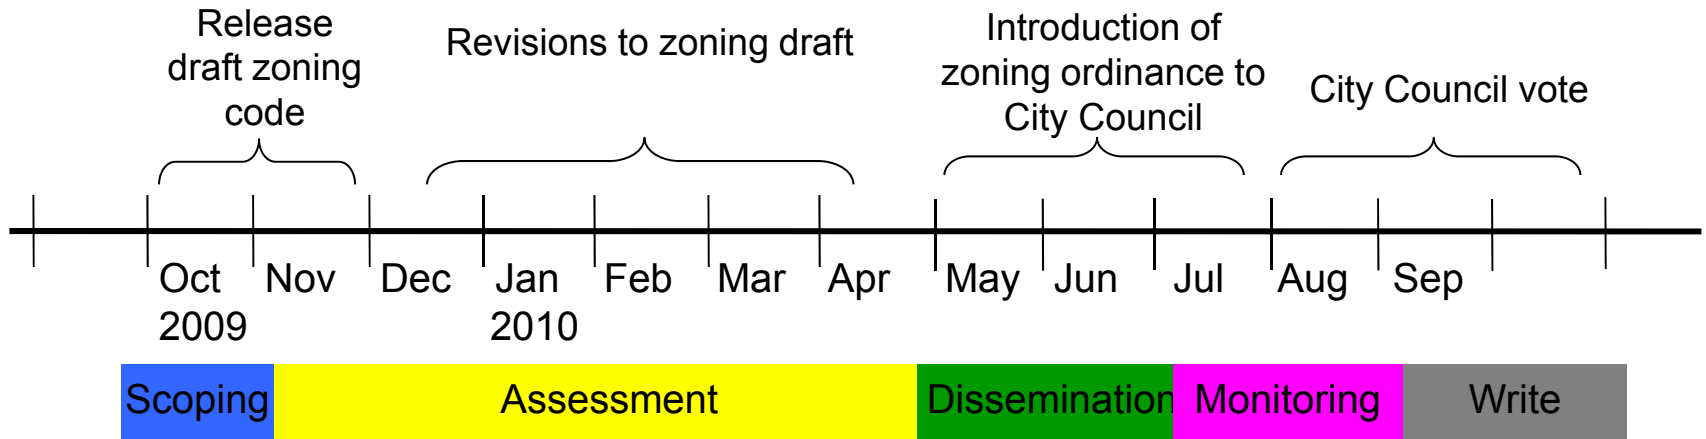 Release
draft zoning
code
Revisions to zoning draft
Introduction of
zoning ordinance to
City Council
City Council vote
Oct Nov Dec Jan Feb Mar Apr May Jun Jul Aug Sep
2009 2010
Scoping Assessment Dissemination Monitoring Write